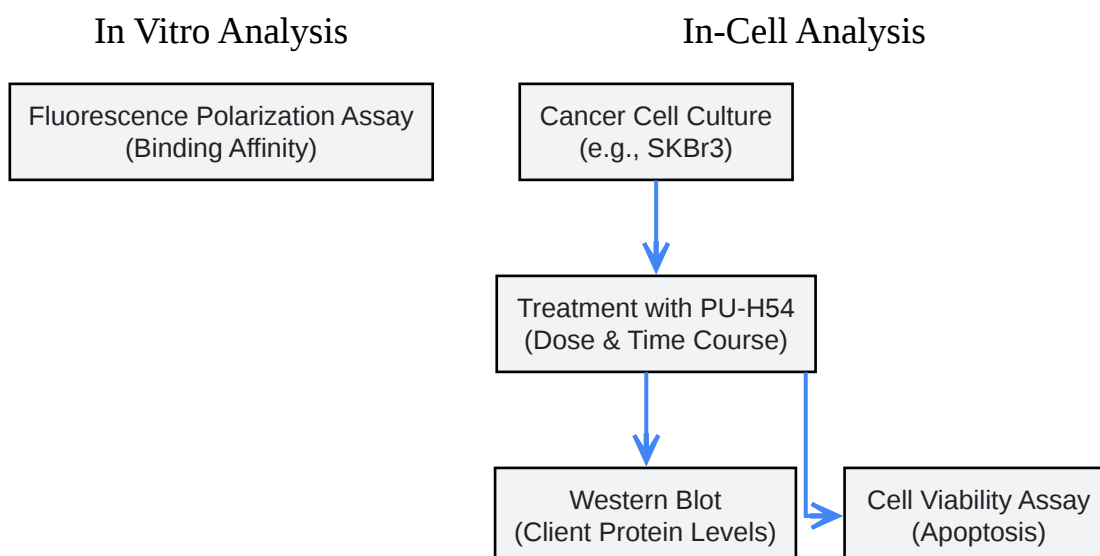 In Vitro Analysis
Fluorescence Polarization Assay
(Binding Affinity)
In-Cell Analysis
Cancer Cell Culture
(e.g., SKBr3)
Treatment with PU-H54
(Dose & Time Course)
Western Blot
(Client Protein Levels)
Cell Viability Assay
(Apoptosis)